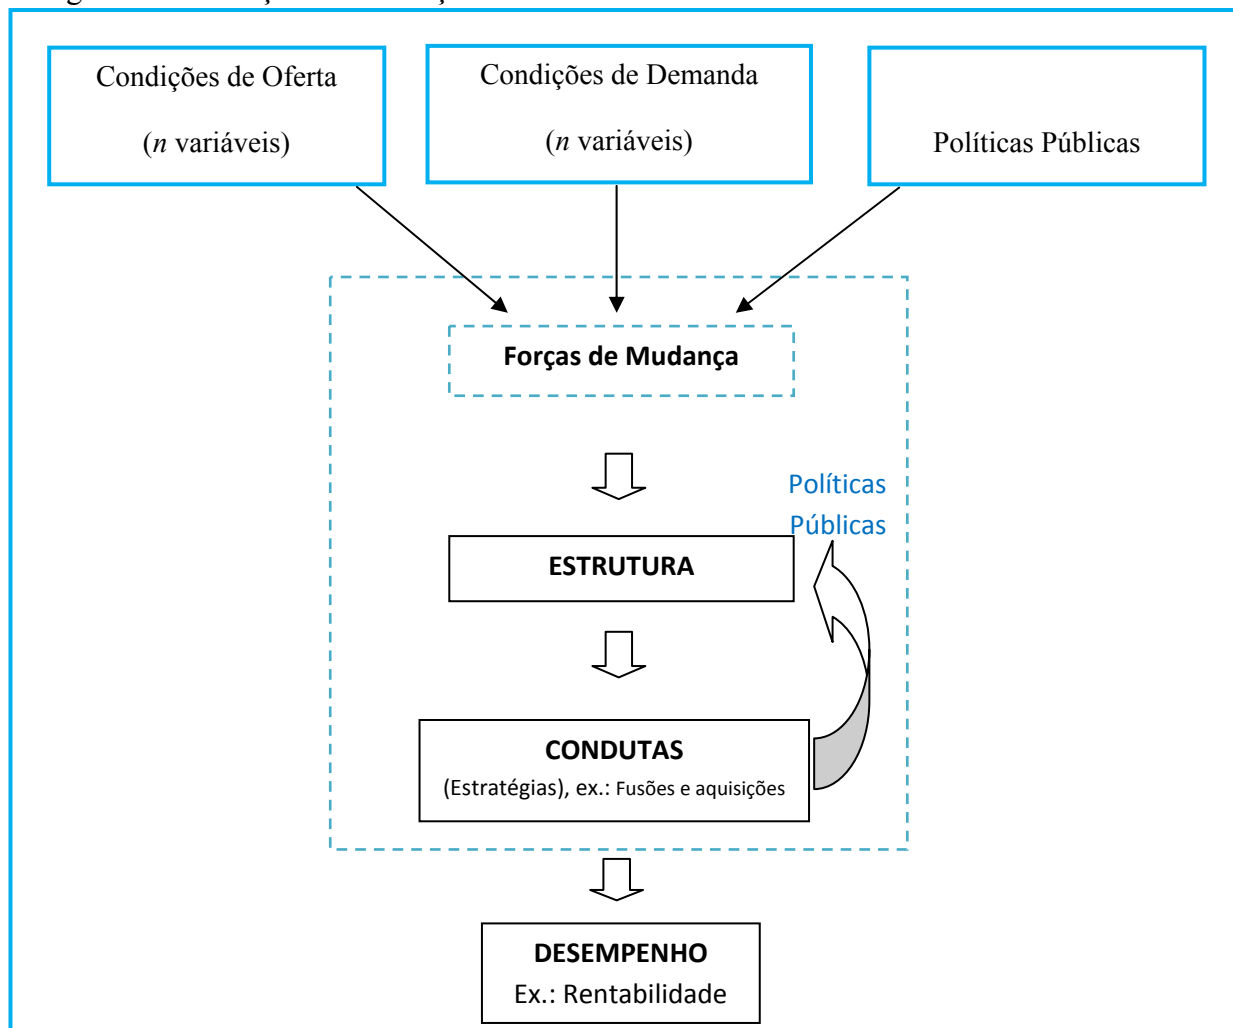 Condições de Oferta
(n variáveis)
Condições de Demanda
(n variáveis)
Políticas Públicas
Forças de Mudança
Políticas
Públicas
ESTRUTURA
CONDUTAS
(Estratégias), ex.: Fusões e aquisições
DESEMPENHO
Ex.: Rentabilidade